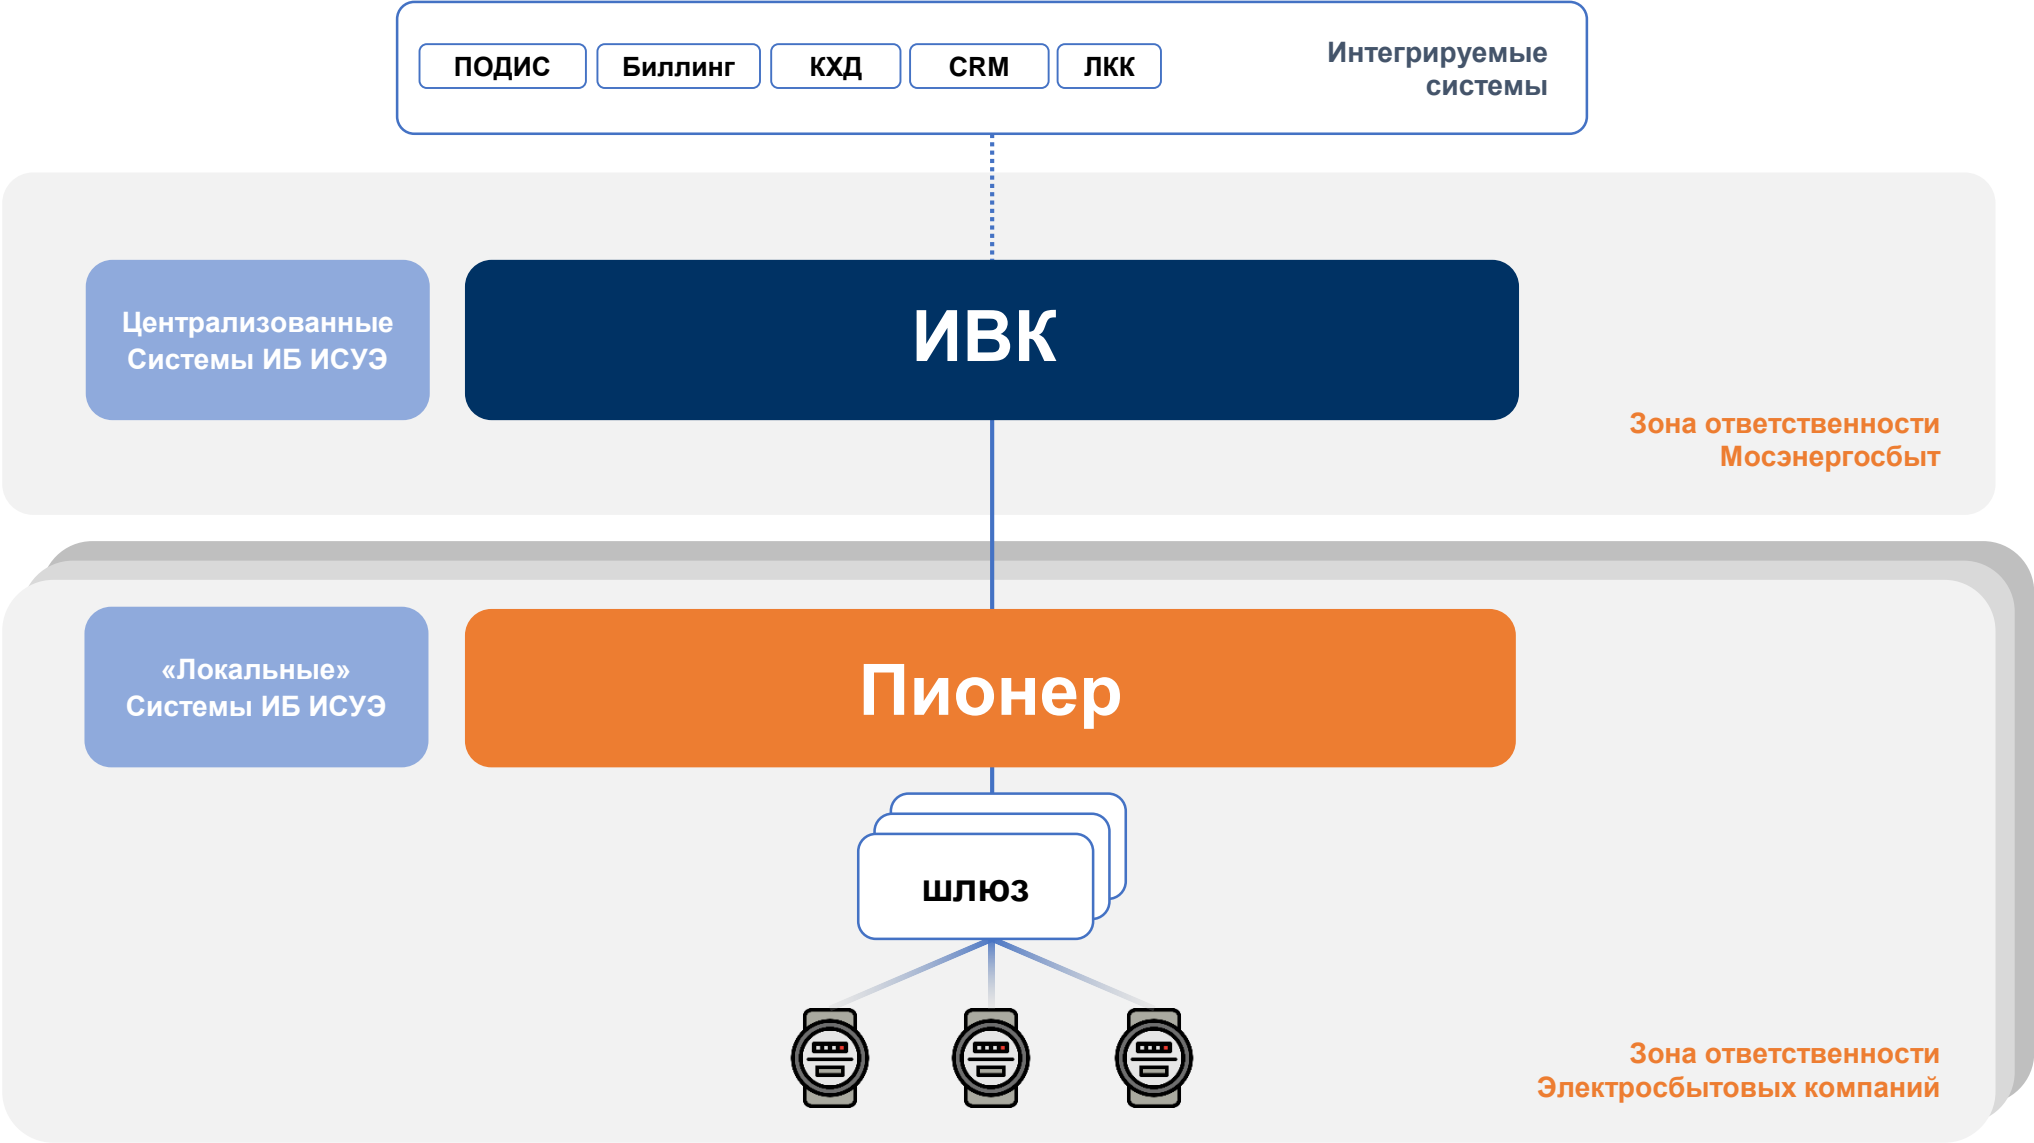 ПОДИС Биллинг КХД CRM ЛКК
Интегрируемые
системы
Централизованные
Системы ИБ ИСУЭ
ИВК
Зона ответственности
Мосэнергосбыт
«Локальные»
Системы ИБ ИСУЭ
Пионер
шлюз
Зона ответственности
Электросбытовых компаний